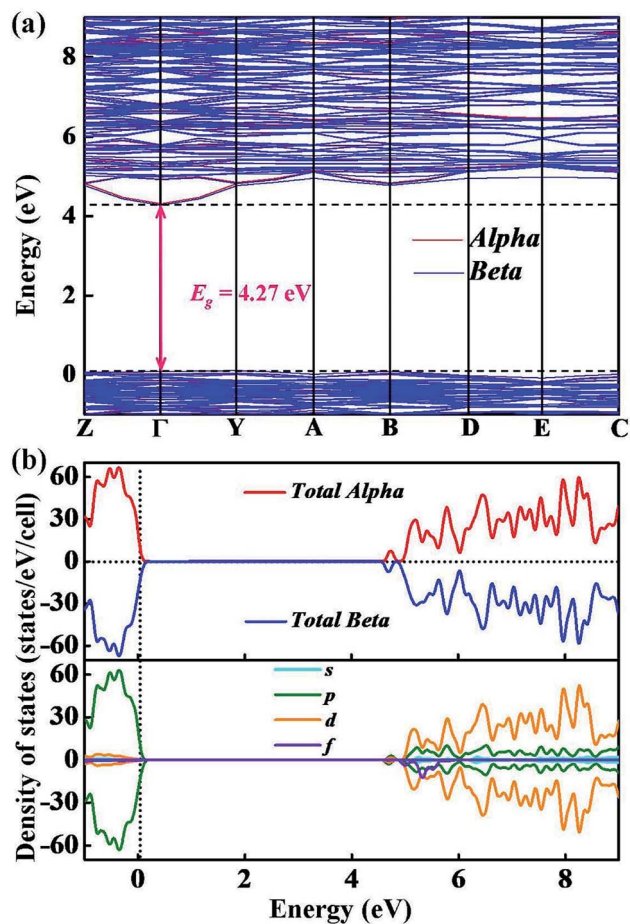 (a)
8
6
4
2
0
Energy (eV)
Alpha
Beta
E_g = 4.27 eV
Z Γ Y A B D E C
(b)
60
30
0
-30
-60
Total Alpha
Total Beta
60
30
0
-30
-60
s
p
d
f
Density of states (states/eV/cell)
0 2 4 6 8
Energy (eV)